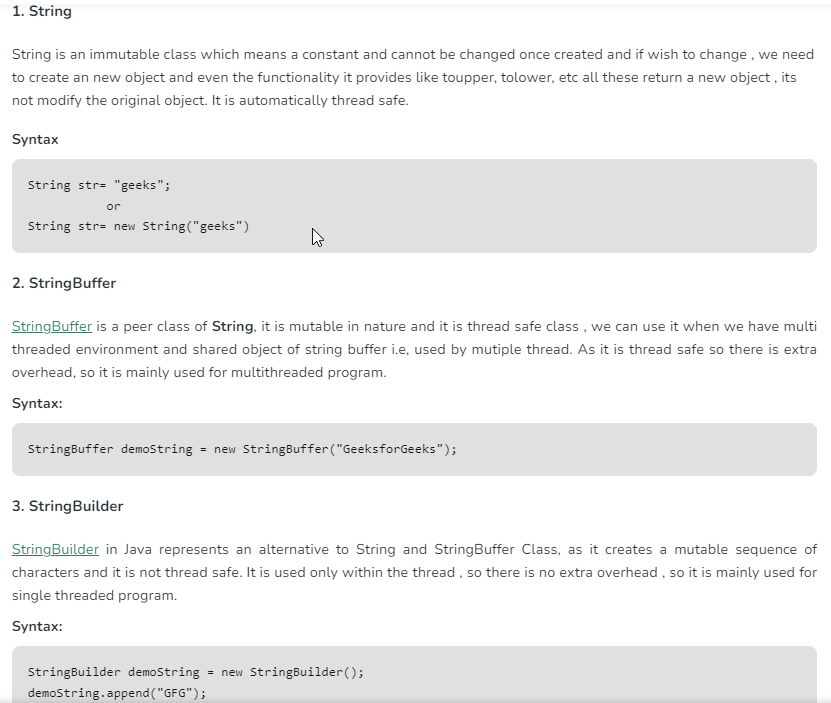 1. String
String is an immutable class which means a constant and cannot be changed once created and if wish to change , we need
to create an new object and even the functionality it provides like toupper, tolower, etc all these return a new object , its
not modify the original object. It is automatically thread safe.
Syntax
String str= "geeks";
or
String str= new String("geeks")
2. StringBuffer
StringBuffer is a peer class of String, it is mutable in nature and it is thread safe class , we can use it when we have multi
threaded environment and shared object of string buffer i.e, used by mutiple thread. As it is thread safe so there is extra
overhead, so it is mainly used for multithreaded program.
Syntax:
StringBuffer demoString = new StringBuffer("GeeksforGeeks");
3. StringBuilder
StringBuilder in Java represents an alternative to String and StringBuffer Class, as it creates a mutable sequence of
characters and it is not thread safe. It is used only within the thread , so there is no extra overhead , so it is mainly used for
single threaded program.
Syntax:
StringBuilder demoString = new StringBuilder();
demoString.append("GFG");